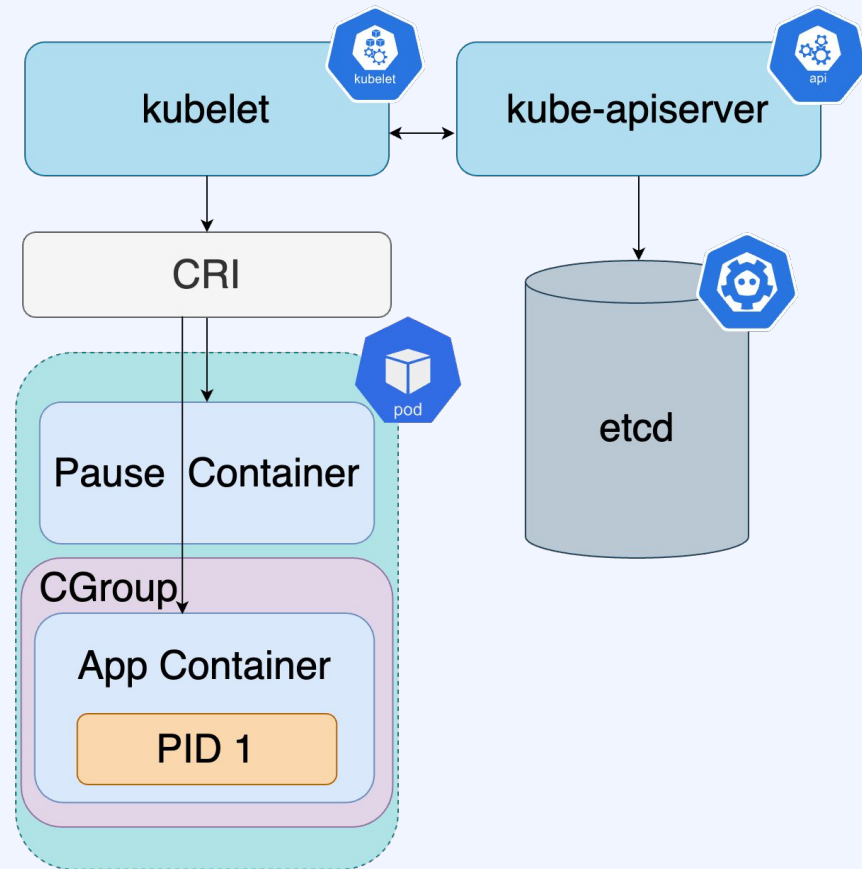 kubelet
kubelet
kube-apiserver
api
CRI
pod
Pause Container
etcd
CGroup
App Container
PID 1